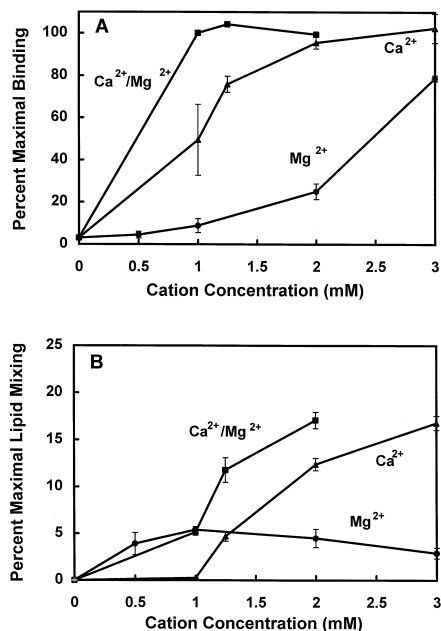 A
Percent Maximal Binding
100
80
60
40
20
0
Ca²⁺/Mg²⁺
Ca²⁺
Mg²⁺
0 0.5 1 1.5 2 2.5 3
Cation Concentration (mM)
B
Percent Maximal Lipid Mixing
25
20
15
10
5
0
Ca²⁺/Mg²⁺
Ca²⁺
Mg²⁺
0 0.5 1 1.5 2 2.5 3
Cation Concentration (mM)